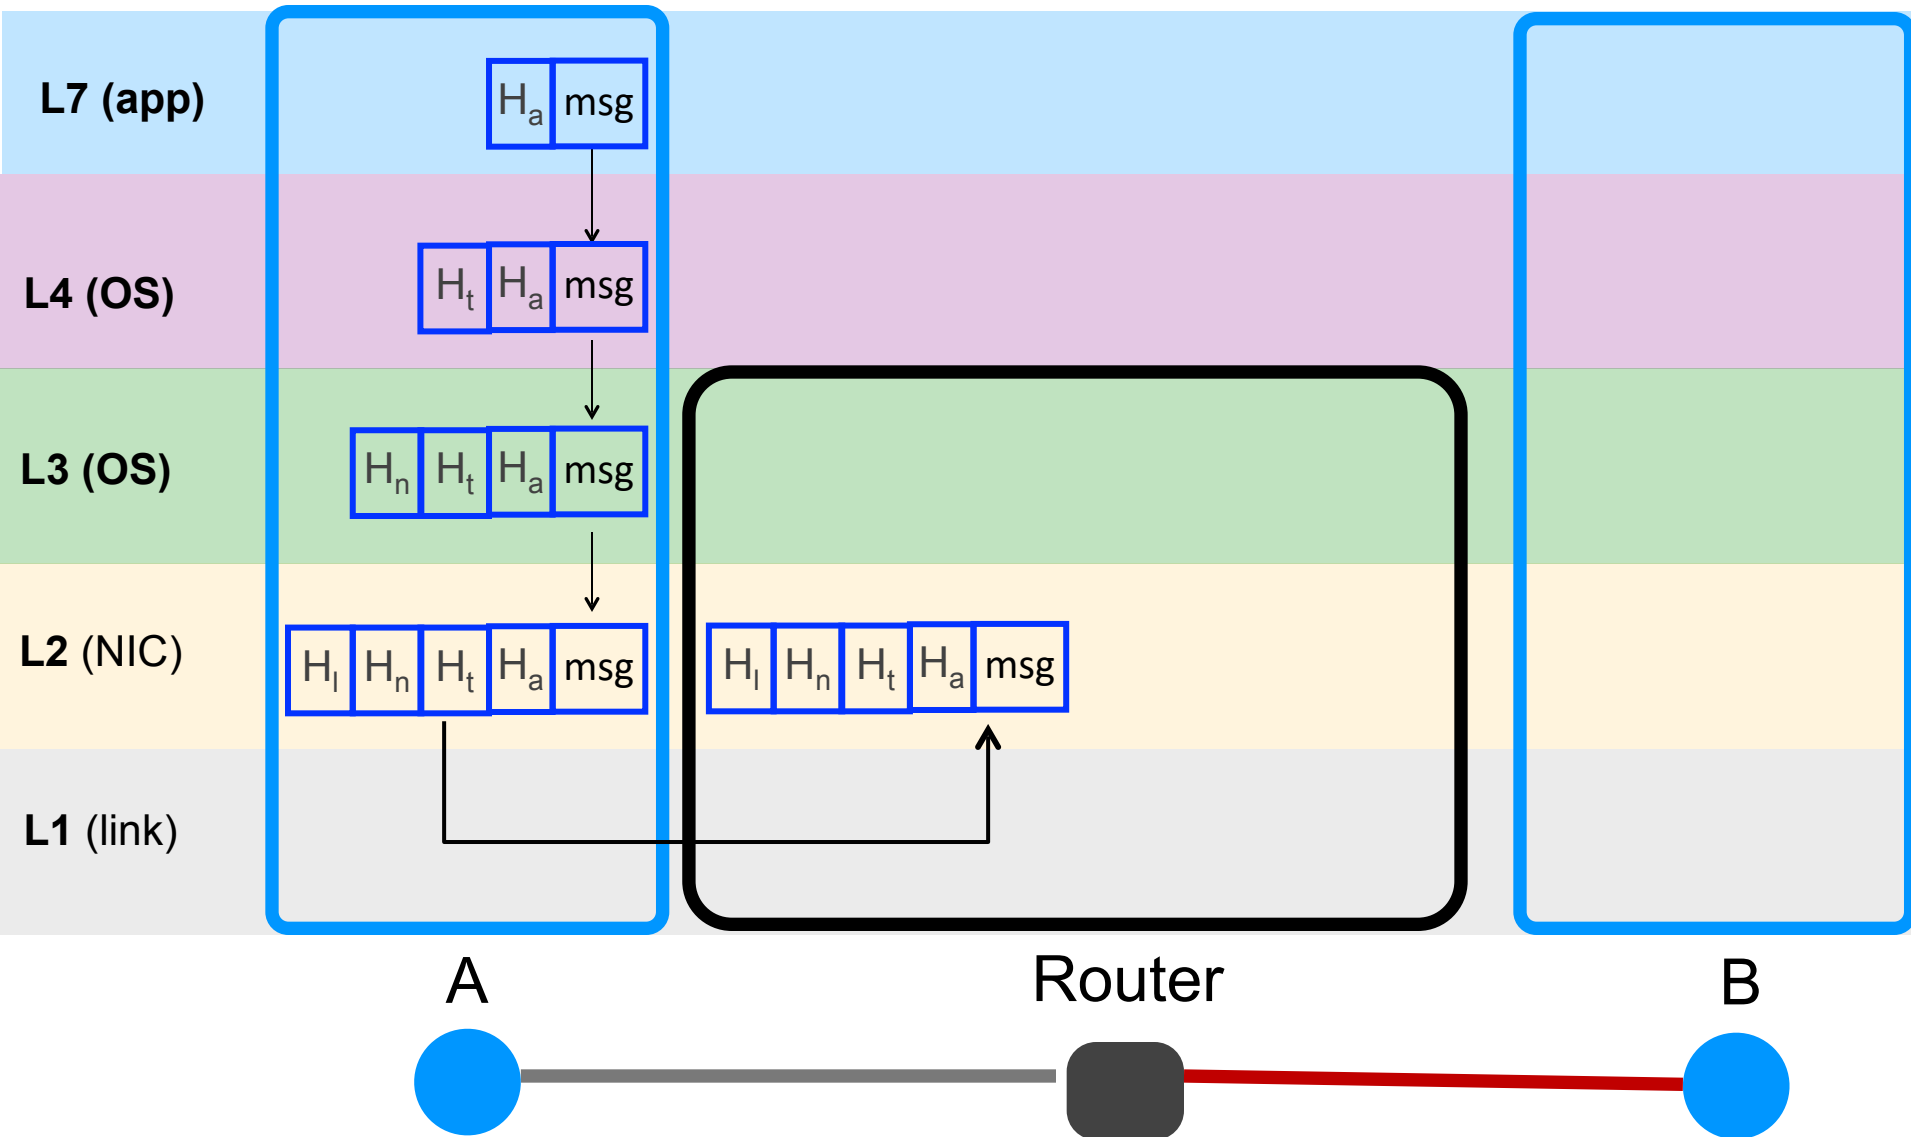 L7 (app)
Ha msg
L4 (OS)
Ht Ha msg
L3 (OS)
Hn Ht Ha msg
L2 (NIC)
Hl Hn Ht Ha msg
Hl Hn Ht Ha msg
L1 (link)
A
Router
B